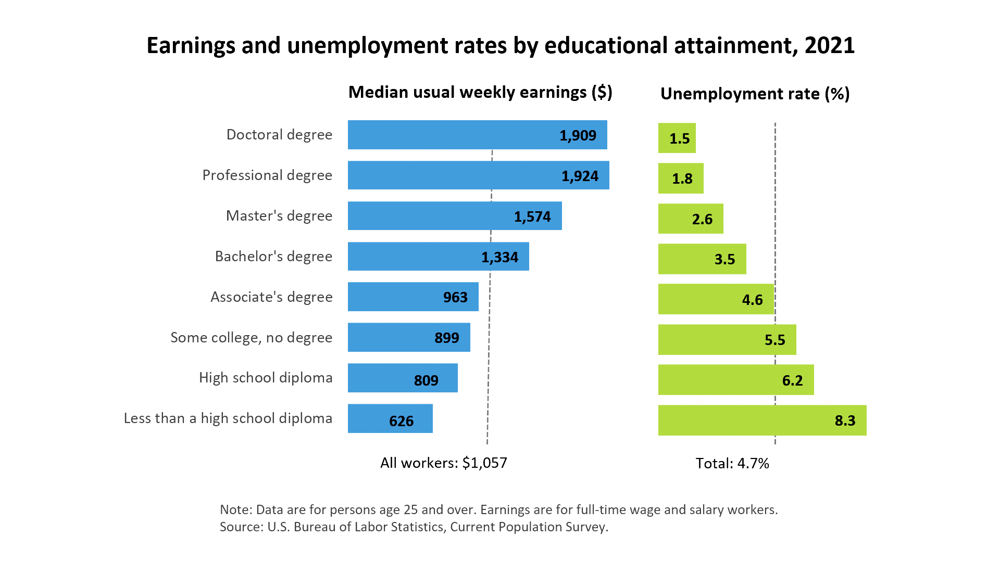 Earnings and unemployment rates by educational attainment, 2021
Median usual weekly earnings ($)
Unemployment rate (%)
Doctoral degree 1,909 1.5
Professional degree 1,924 1.8
Master's degree 1,574 2.6
Bachelor's degree 1,334 3.5
Associate's degree 963 4.6
Some college, no degree 899 5.5
High school diploma 809 6.2
Less than a high school diploma 626 8.3
All workers: $1,057
Total: 4.7%
Note: Data are for persons age 25 and over. Earnings are for full-time wage and salary workers.
Source: U.S. Bureau of Labor Statistics, Current Population Survey.